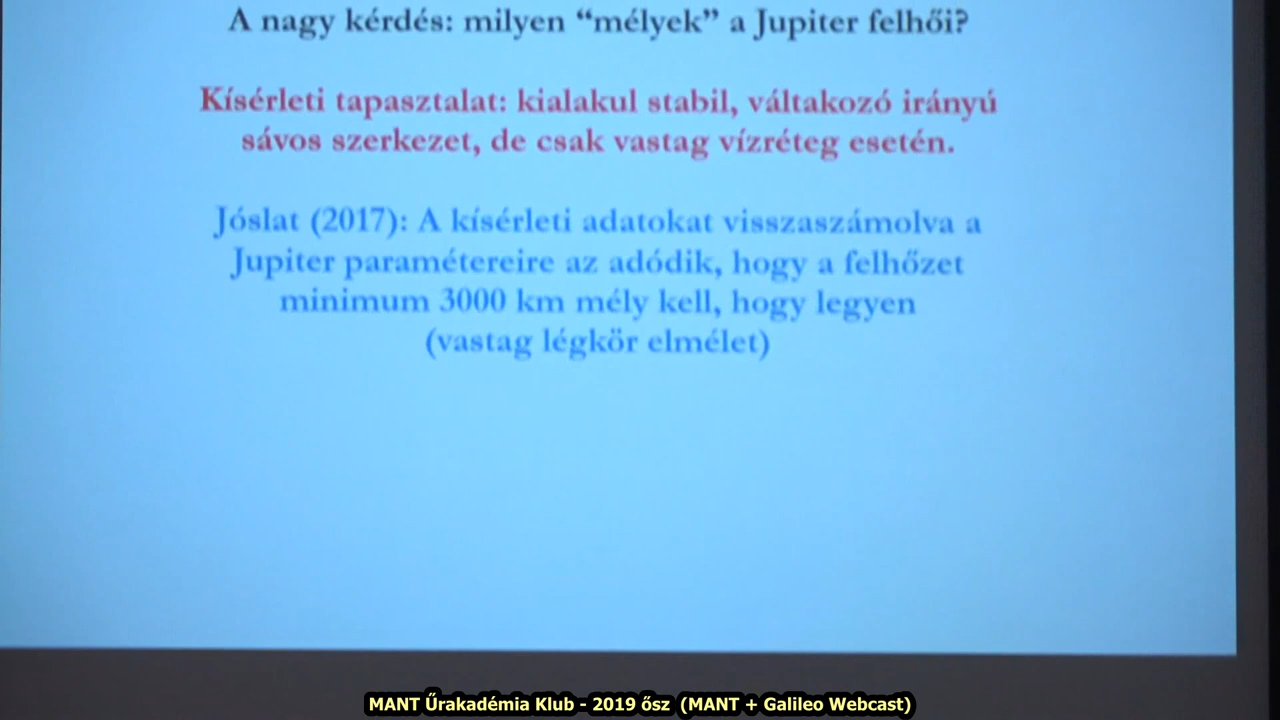 A nagy kérdés: milyen “mélyek” a Jupiter felhői?
Kísérleti tapasztalat: kialakul stabil, váltakozó irányú
sávos szerkezet, de csak vastag vízréteg esetén.
Jóslat (2017): A kísérleti adatokat visszaszámolva a
Jupiter paramétereire az adódik, hogy a felhőzet
minimum 3000 km mély kell, hogy legyen
(vastag légkör elmélet)
MANT Űrakadémia Klub - 2019 ősz (MANT + Galileo Webcast)